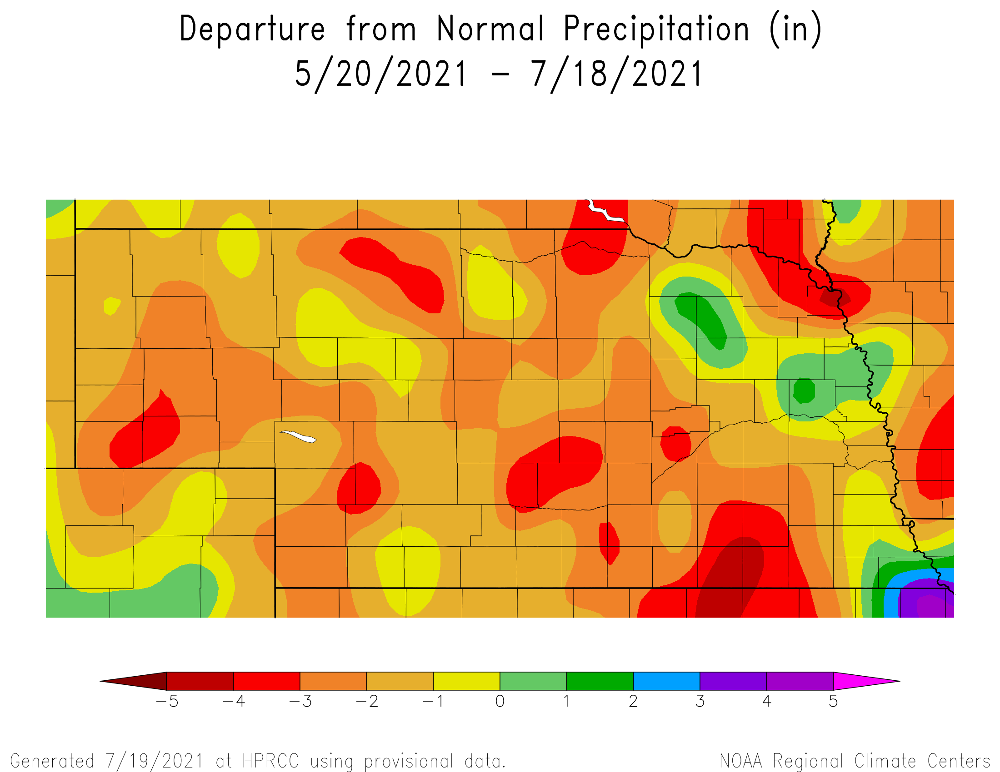 Departure from Normal Precipitation (in)
5/20/2021 – 7/18/2021
−5 −4 −3 −2 −1 0 1 2 3 4 5
Generated 7/19/2021 at HPRCC using provisional data. NOAA Regional Climate Centers